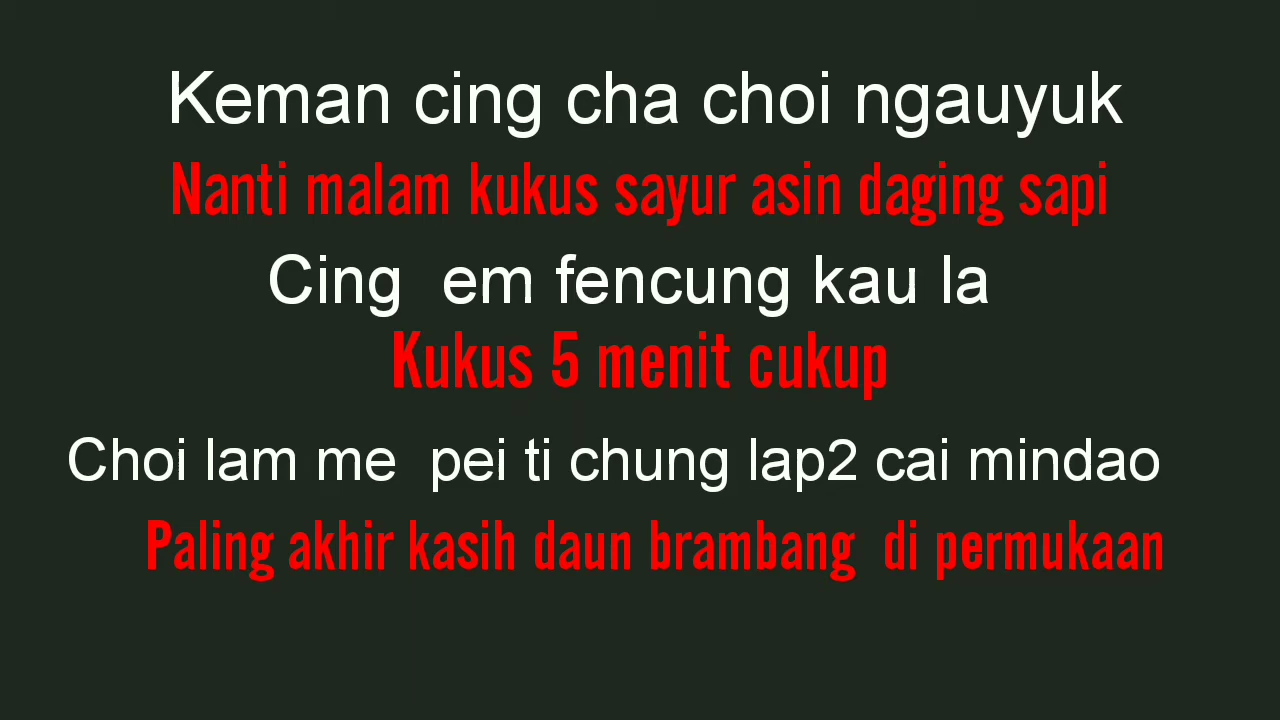 Keman cing cha choi ngauyuk
Nanti malam kukus sayur asin daging sapi
Cing em fencung kau la
Kukus 5 menit cukup
Choi lam me pei ti chung lap2 cai mindao
Paling akhir kasih daun brambang di permukaan